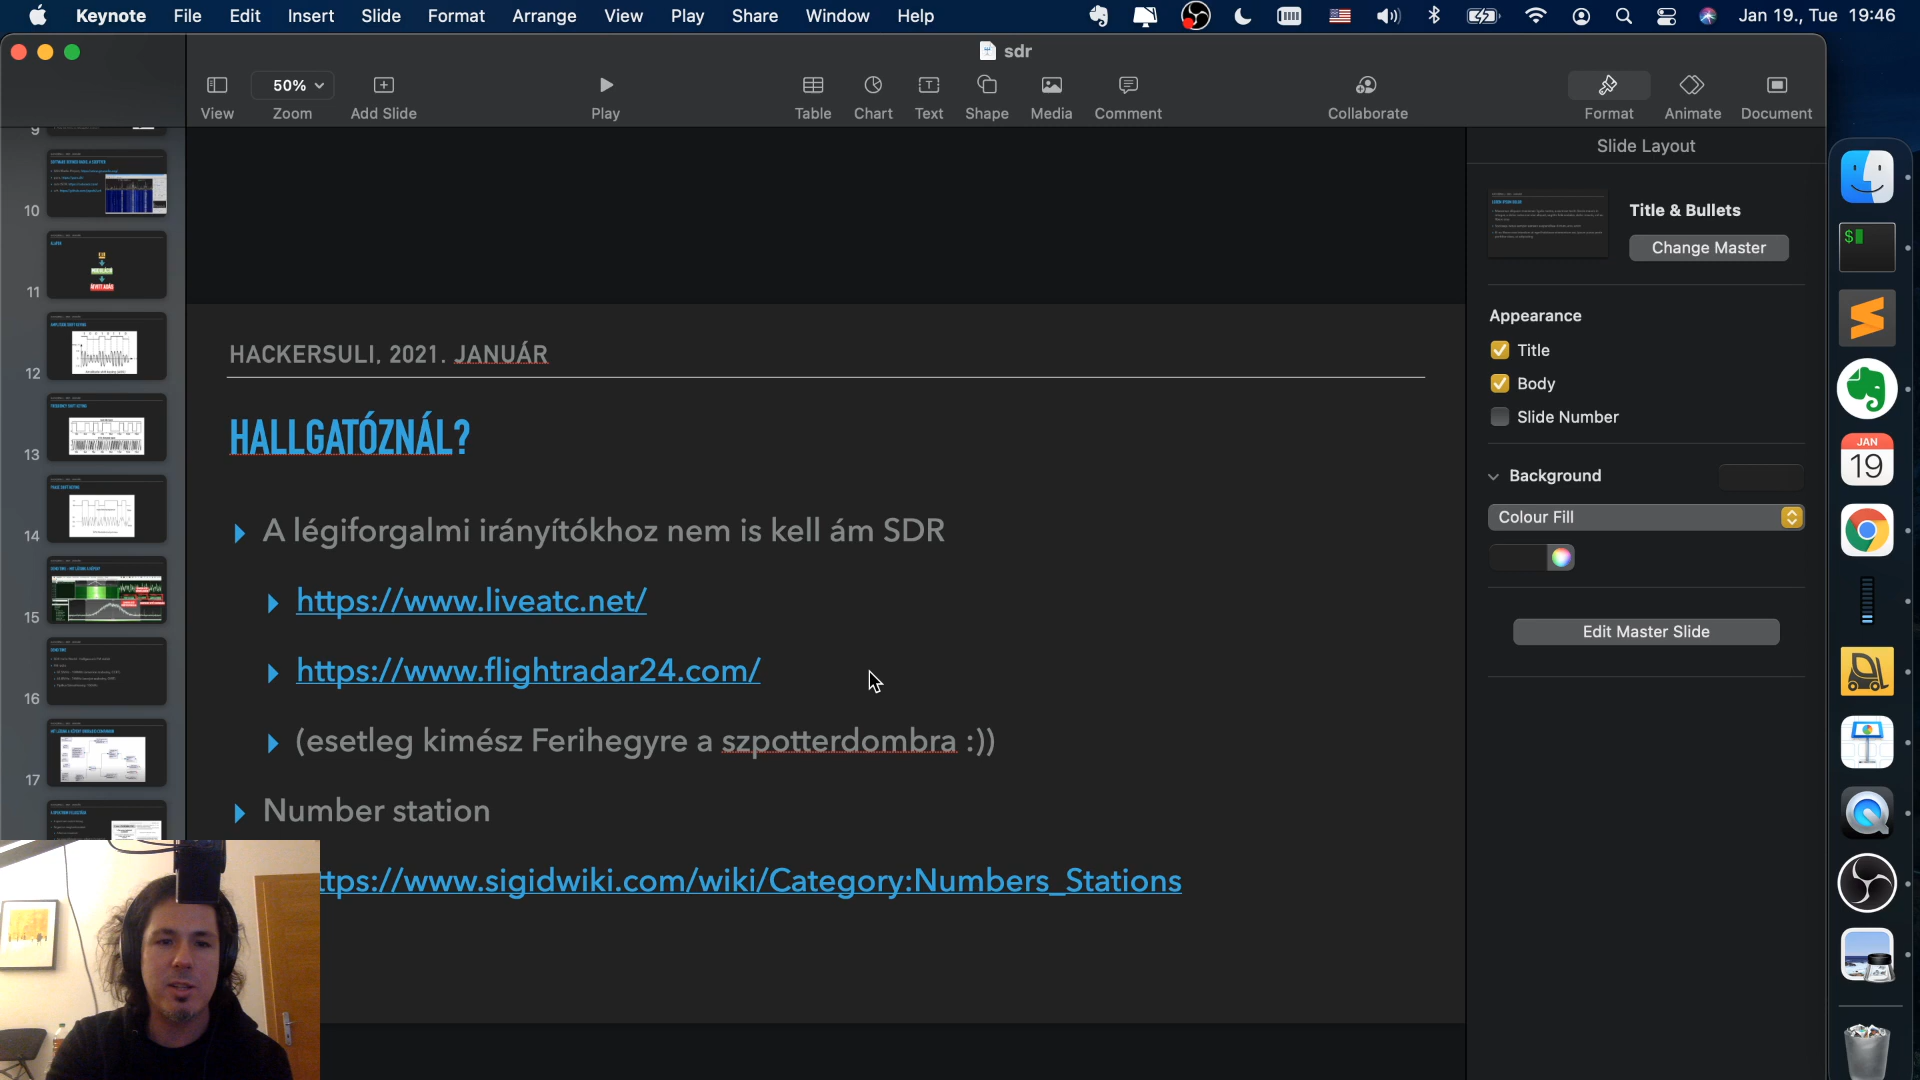 Keynote File Edit Insert Slide Format Arrange View Play Share Window Help
Jan 19., Tue 19:46
sdr
50%
View Zoom Add Slide Play Table Chart Text Shape Media Comment Collaborate Format Animate Document
9
10
11
12
13
14
15
16
17
HACKERSULI, 2021. JANUÁR
HALLGATÓZNÁL?
A légiforgalmi irányítókhoz nem is kell ám SDR
https://www.liveatc.net/
https://www.flightradar24.com/
(esetleg kimész Ferihegyre a szpotterdombra :))
Number station
ttps://www.sigidwiki.com/wiki/Category:Numbers_Stations
Slide Layout
Title & Bullets
Change Master
Appearance
Title
Body
Slide Number
Background
Colour Fill
Edit Master Slide
JAN
19